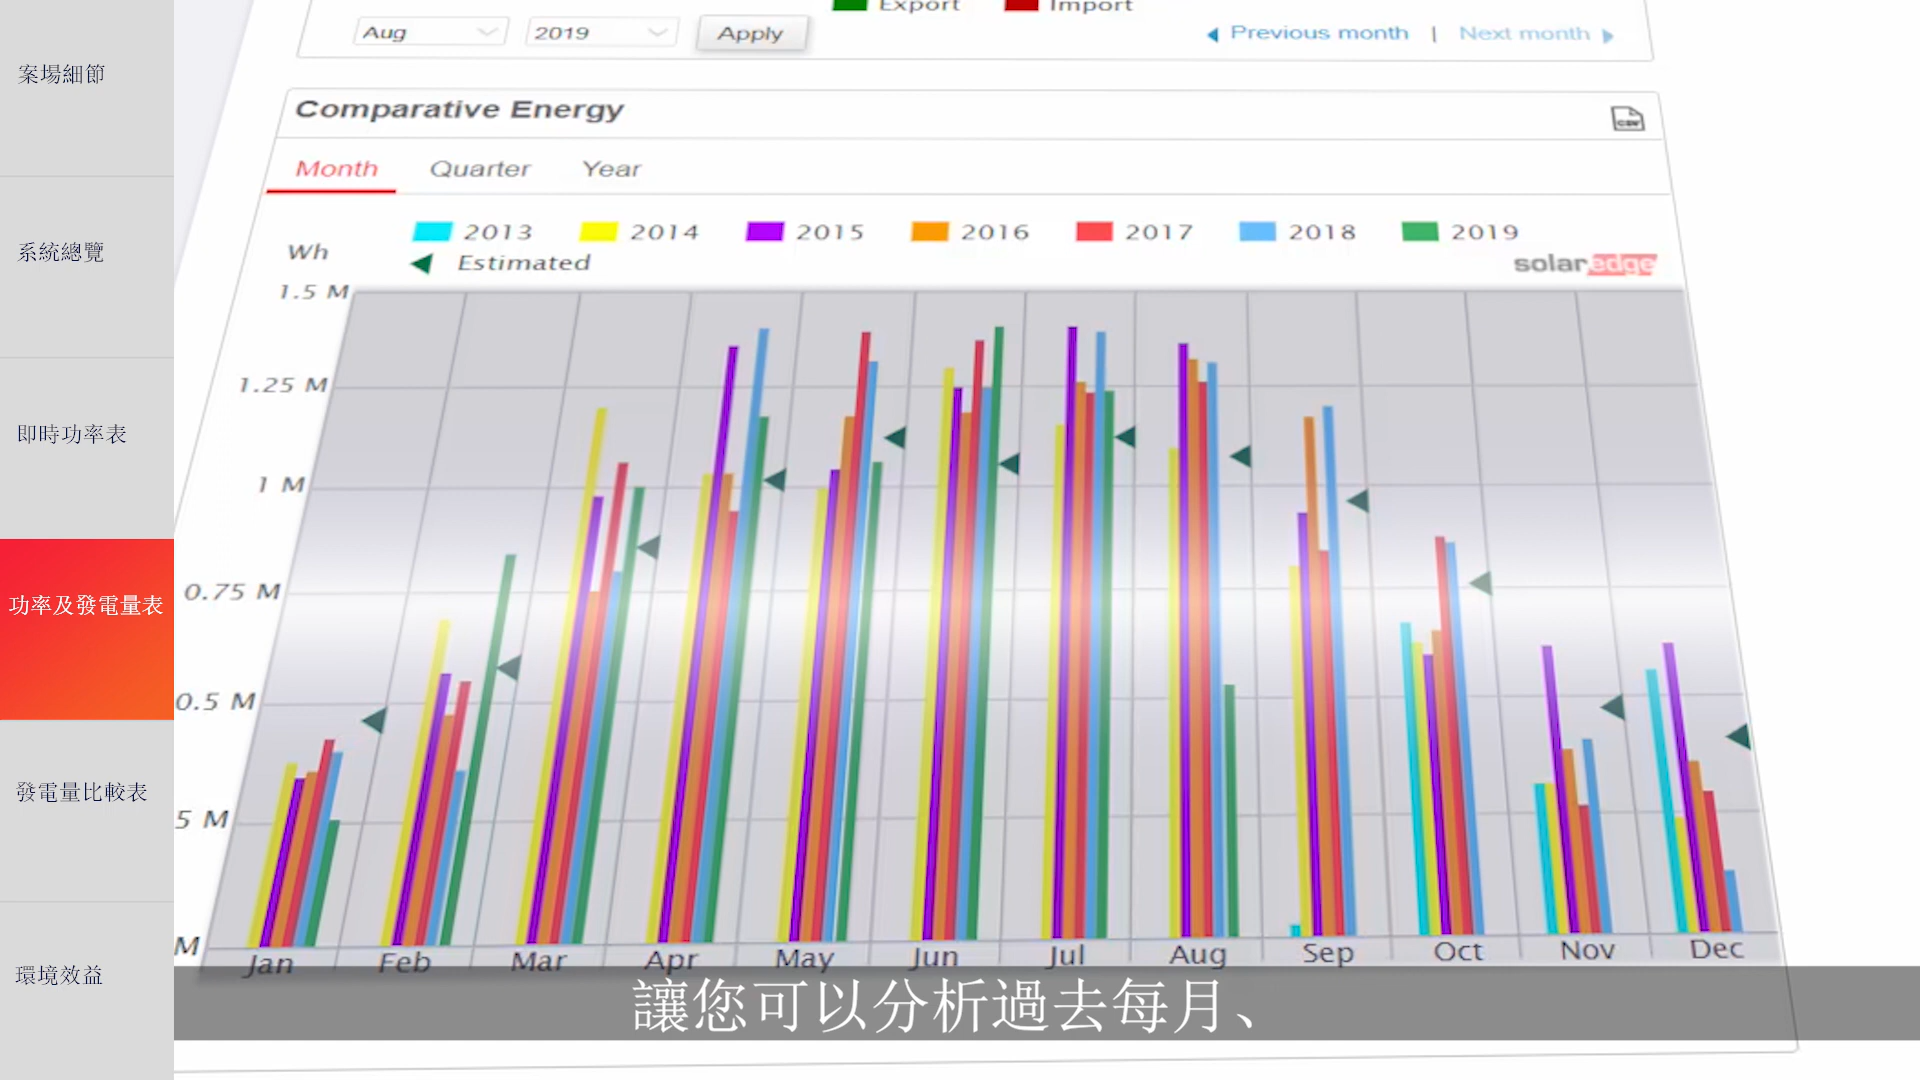 案場細節
系統總覽
即時功率表
功率及發電量表
發電量比較表
環境效益
Export Import
Aug 2019 Apply Previous month | Next month
Comparative Energy
CSV
Month Quarter Year
Wh 2013 2014 2015 2016 2017 2018 2019
Estimated
solaredge
1.5 M
1.25 M
1 M
0.75 M
0.5 M
5 M
M
Jan Feb Mar Apr May Jun Jul Aug Sep Oct Nov Dec
讓您可以分析過去每月、